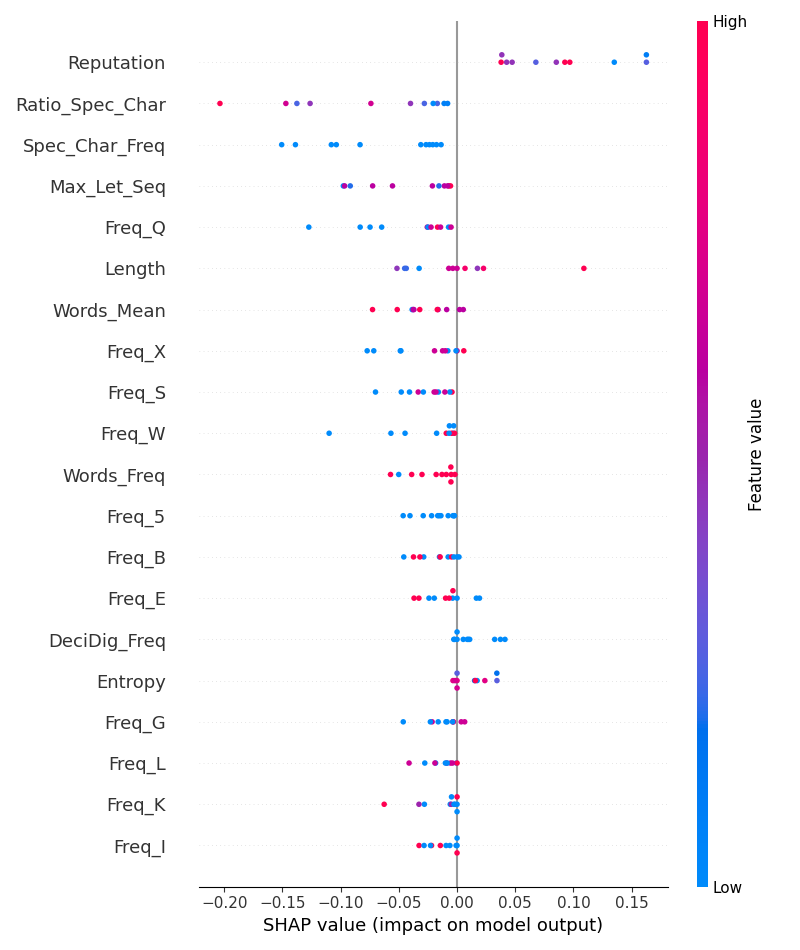 High
Reputation
Ratio_Spec_Char
Spec_Char_Freq
Max_Let_Seq
Freq_Q
Length
Words_Mean
Freq_X
Freq_S
Freq_W
Words_Freq
Freq_5
Freq_B
Freq_E
DeciDig_Freq
Entropy
Freq_G
Freq_L
Freq_K
Freq_I
Feature value
Low
−0.20 −0.15 −0.10 −0.05 0.00 0.05 0.10 0.15
SHAP value (impact on model output)